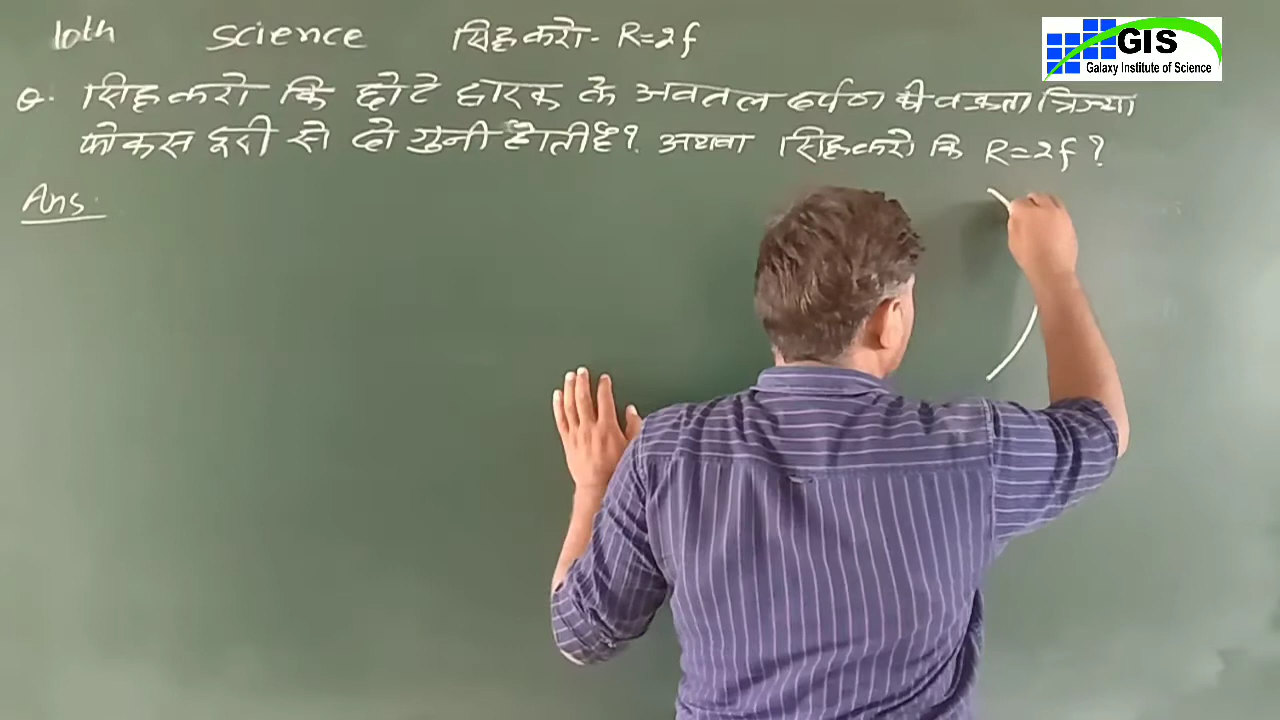 10th Science सिद्ध करो- R=2f
GIS
Galaxy Institute of Science
Q. सिद्ध करो कि छोटे द्वारक के अवतल दर्पण की वक्रता त्रिज्या
फोकस दूरी से दो गुनी होती है? अथवा सिद्ध करो कि R=2f?
Ans.